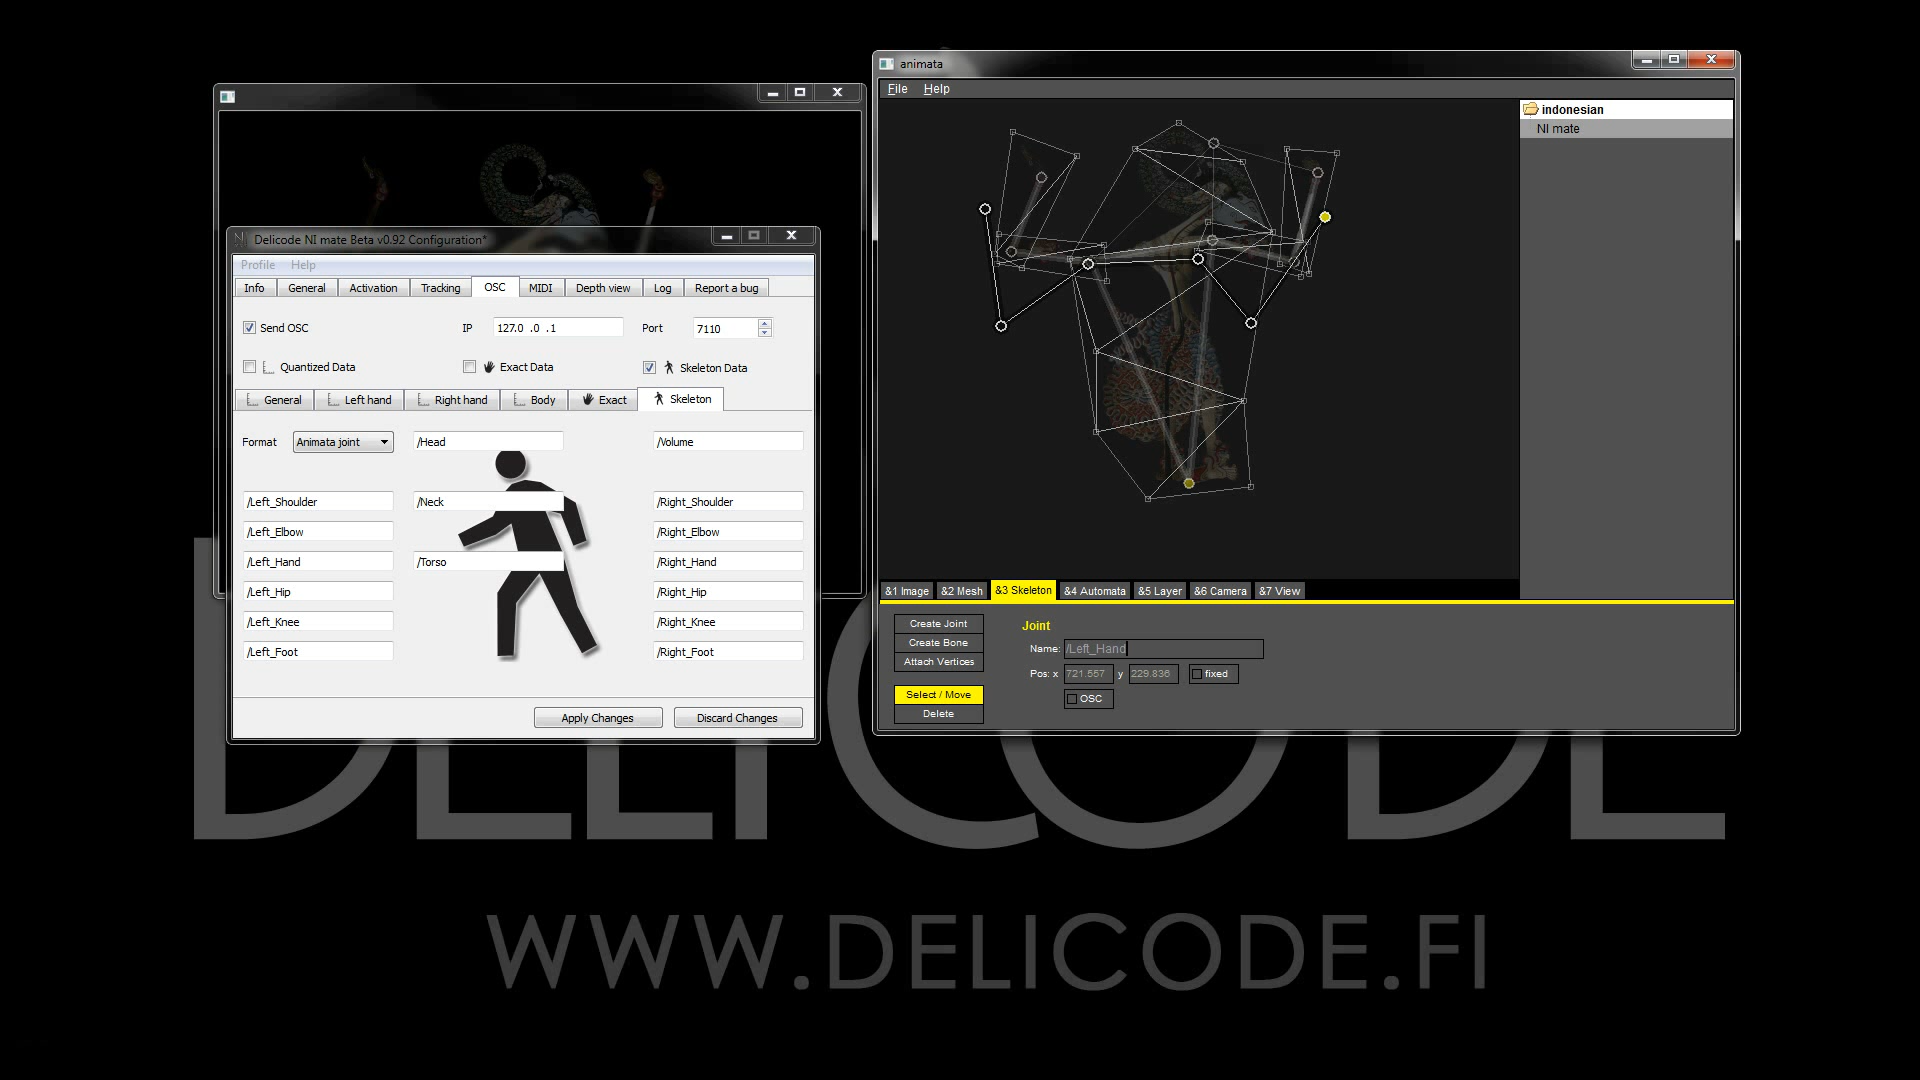 animata
File Help
indonesian
NI mate
Delicode NI mate Beta v0.92 Configuration*
Profile Help
Info General Activation Tracking OSC MIDI Depth view Log Report a bug
Send OSC IP 127.0 .0 .1 Port 7110
Quantized Data Exact Data Skeleton Data
General Left hand Right hand Body Exact Skeleton
Format Animata joint /Head /Volume
/Left_Shoulder /Neck /Right_Shoulder
/Left_Elbow /Right_Elbow
/Left_Hand /Torso /Right_Hand
/Left_Hip /Right_Hip
/Left_Knee /Right_Knee
/Left_Foot /Right_Foot
Apply Changes Discard Changes
&1 Image &2 Mesh &3 Skeleton &4 Automata &5 Layer &6 Camera &7 View
Create Joint
Create Bone
Attach Vertices
Select / Move
Delete
Joint
Name: /Left_Hand
Pos: x 721.557 y 229.836 fixed
OSC
DELICODE
WWW.DELICODE.FI